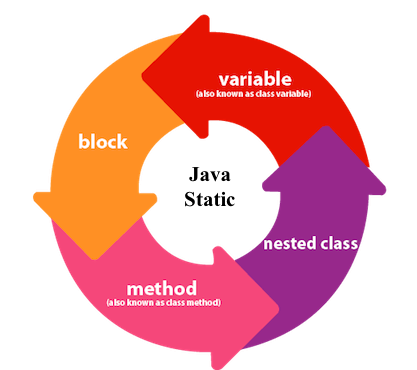 variable
(also known as class variable)
block
Java
Static
nested class
method
(also known as class method)